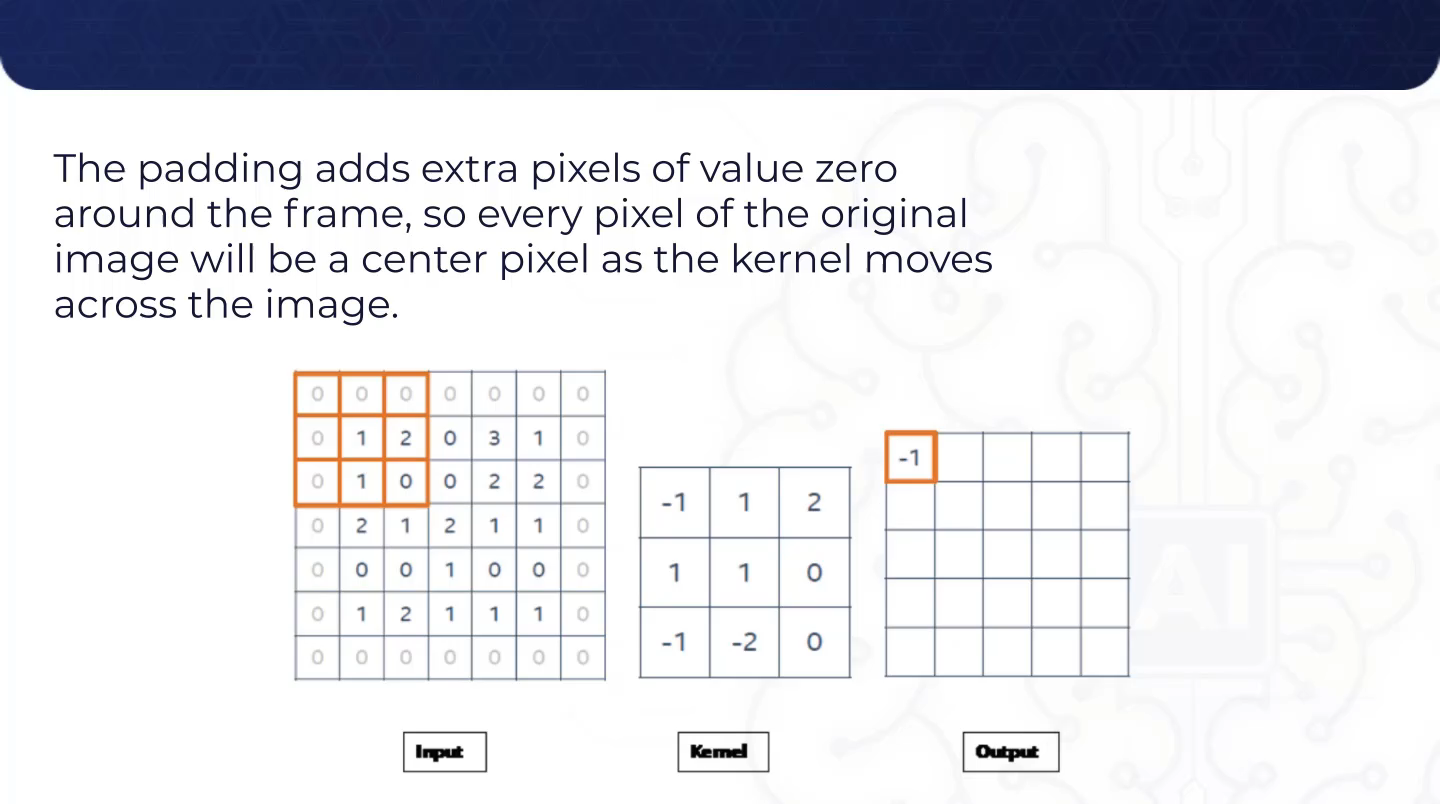 The padding adds extra pixels of value zero
around the frame, so every pixel of the original
image will be a center pixel as the kernel moves
across the image.
0 0 0 0 0 0 0
0 1 2 0 3 1 0
0 1 0 0 2 2 0
0 2 1 2 1 1 0
0 0 0 1 0 0 0
0 1 2 1 1 1 0
0 0 0 0 0 0 0
-1 1 2
1 1 0
-1 -2 0
-1
AI
Input
Kernel
Output